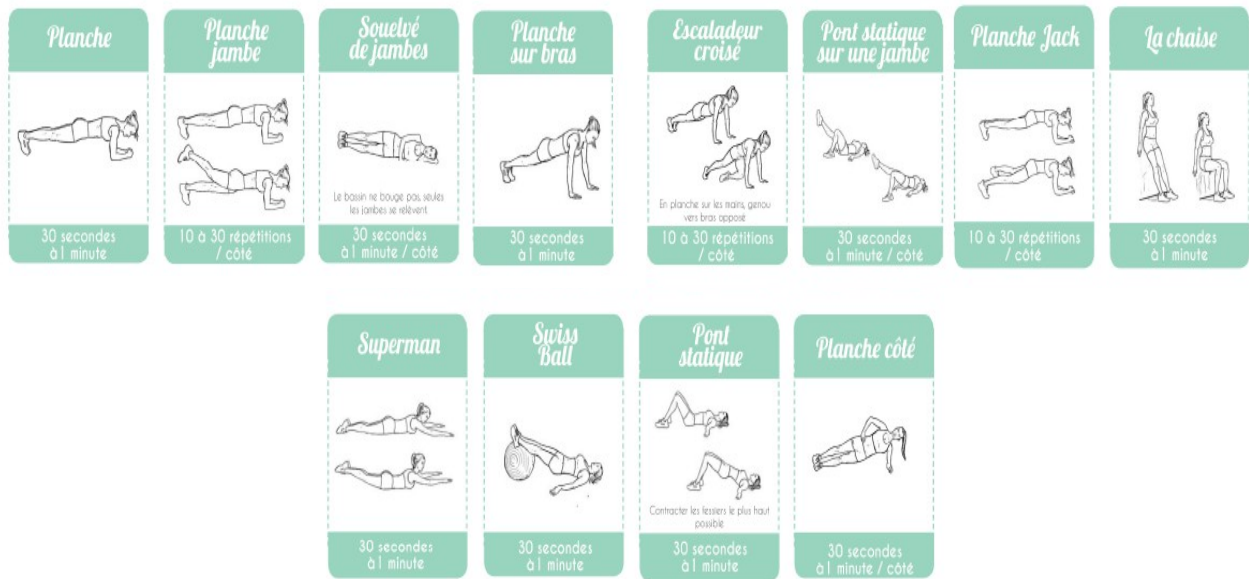 Planche
30 secondes
à 1 minute
Planche
jambe
10 à 30 répétitions
/ côté
Souelvé
de jambes
Le bassin ne bouge pas, seules
les jambes se relèvent
30 secondes
à 1 minute / côté
Planche
sur bras
30 secondes
à 1 minute
Escaladeur
croisé
En planche sur les mains, genou
vers bras opposé
10 à 30 répétitions
/ côté
Pont statique
sur une jambe
30 secondes
à 1 minute / côté
Planche Jack
10 à 30 répétitions
/ côté
La chaise
30 secondes
à 1 minute
Superman
30 secondes
à 1 minute
Swiss
Ball
30 secondes
à 1 minute
Pont
statique
Contracter les fessiers le plus haut
possible
30 secondes
à 1 minute
Planche côté
30 secondes
à 1 minute / côté